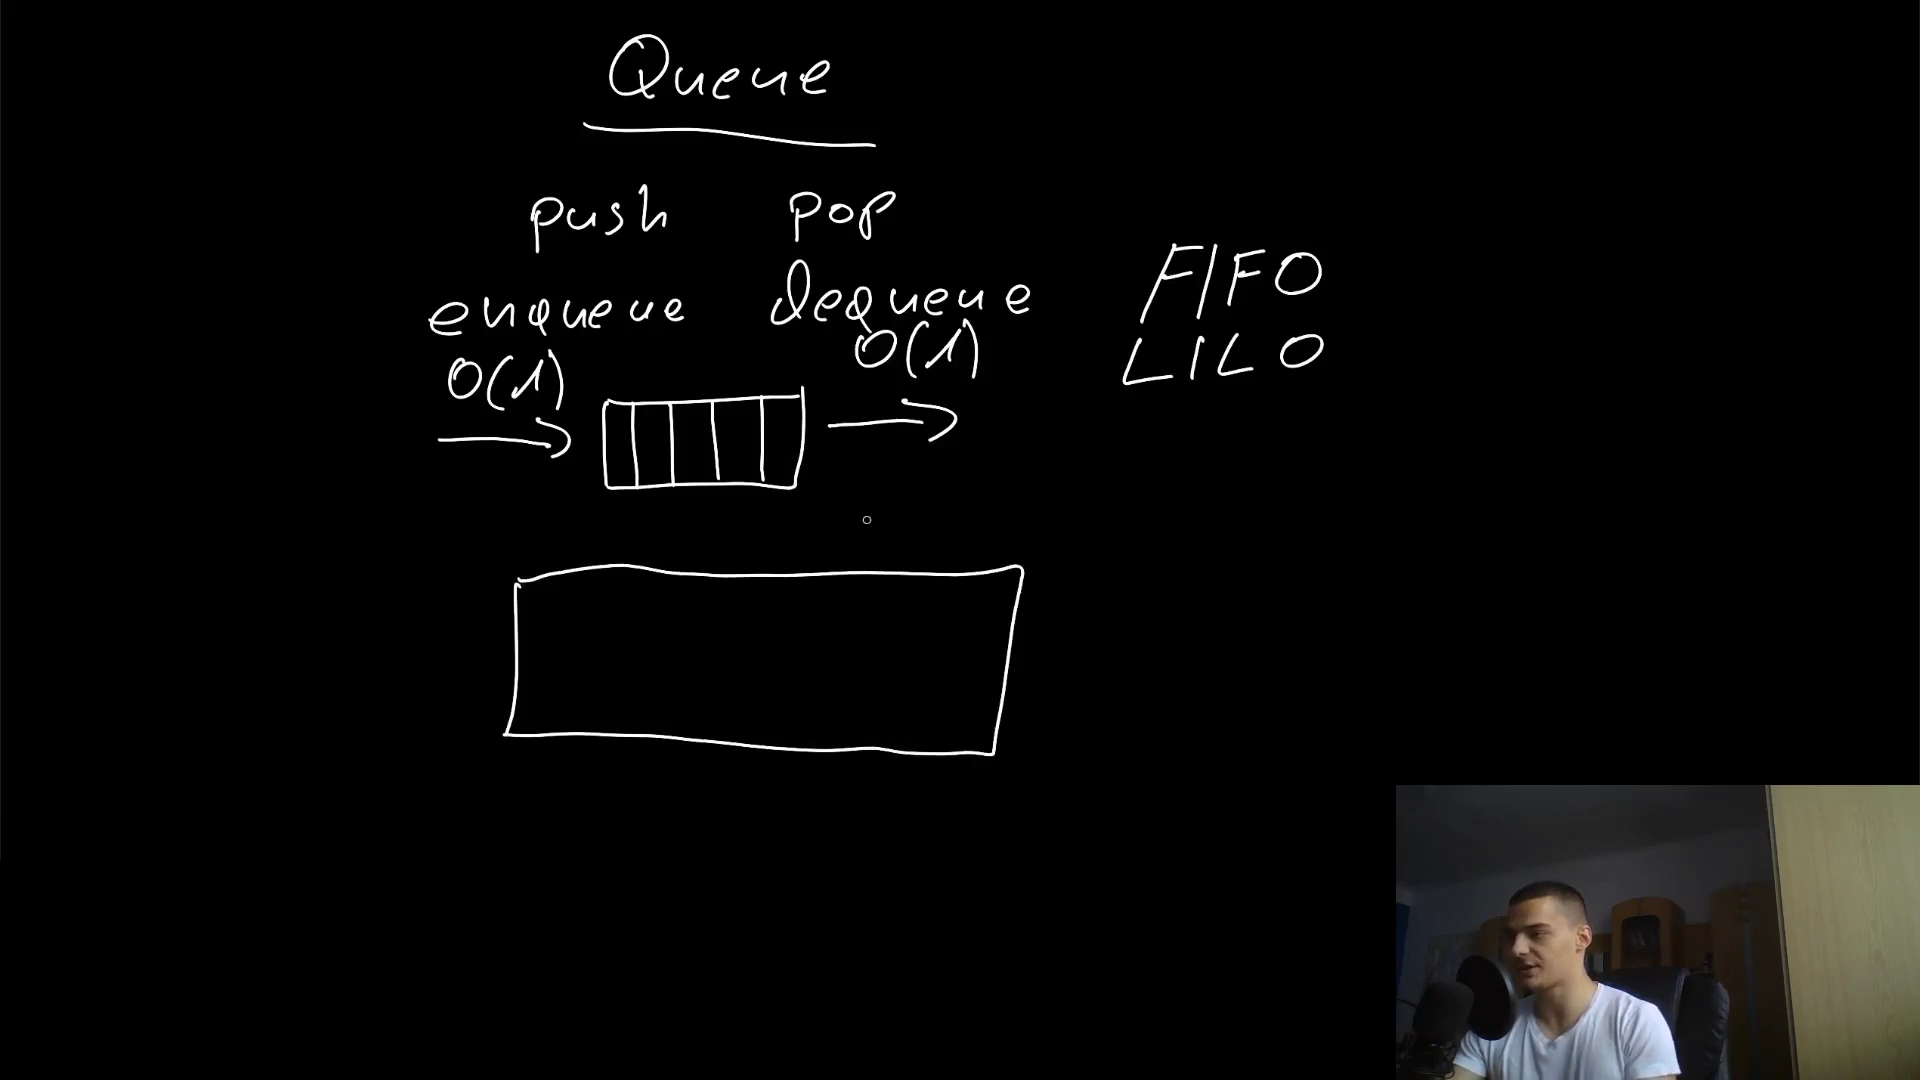 Queue
push pop
enqueue dequeue
O(1) O(1)
FIFO
LILO